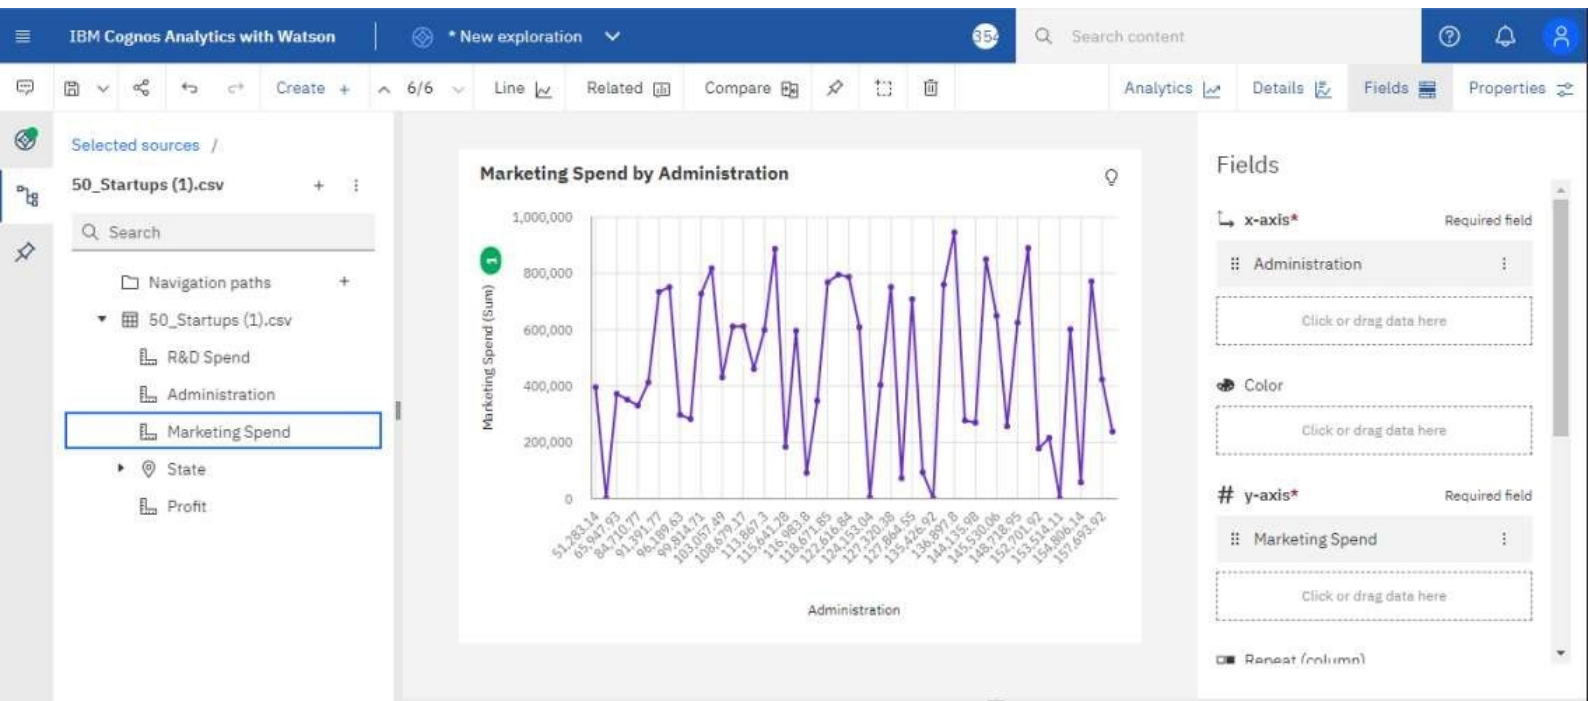 IBM Cognos Analytics with Watson
* New exploration
354
Search content
Create +
6/6
Line
Related
Compare
Analytics
Details
Fields
Properties
Selected sources /
50_Startups (1).csv
Search
Navigation paths
50_Startups (1).csv
R&D Spend
Administration
Marketing Spend
State
Profit
Marketing Spend by Administration
1
Marketing Spend (Sum)
1,000,000
800,000
600,000
400,000
200,000
0
51,283.14
65,947.93
84,710.77
91,391.77
96,189.63
99,814.71
103,057.49
108,679.17
113,867.3
115,641.28
116,983.8
118,671.85
122,616.84
124,153.04
127,320.38
127,864.55
135,426.92
136,897.8
144,135.98
145,530.06
148,718.95
152,701.92
153,514.11
154,806.14
157,693.92
Administration
Fields
x-axis*
Required field
Administration
Click or drag data here
Color
Click or drag data here
# y-axis*
Required field
Marketing Spend
Click or drag data here
Repeat (column)